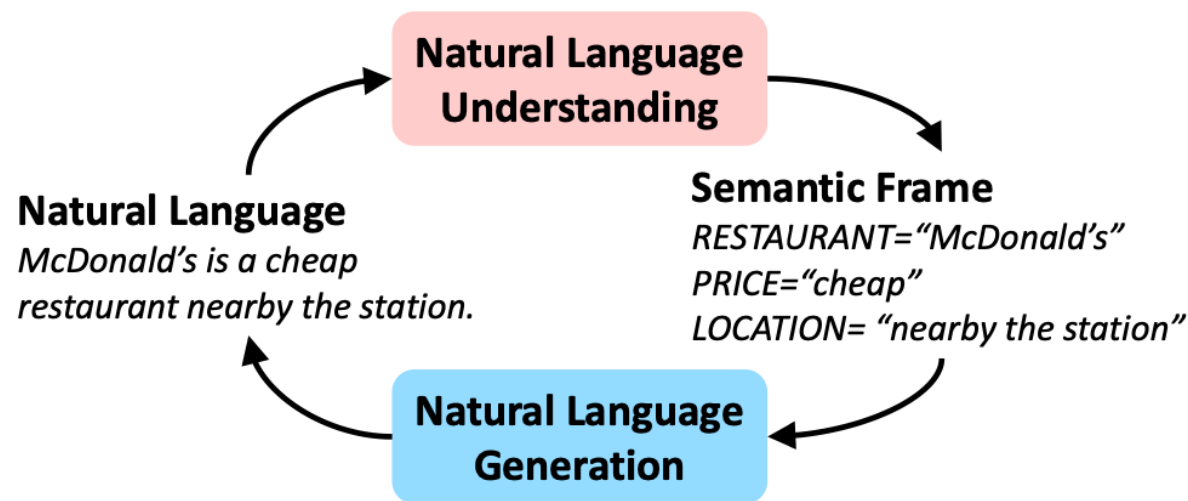 Natural Language
Understanding
Natural Language
McDonald’s is a cheap
restaurant nearby the station.
Semantic Frame
RESTAURANT=“McDonald’s”
PRICE=“cheap”
LOCATION= “nearby the station”
Natural Language
Generation